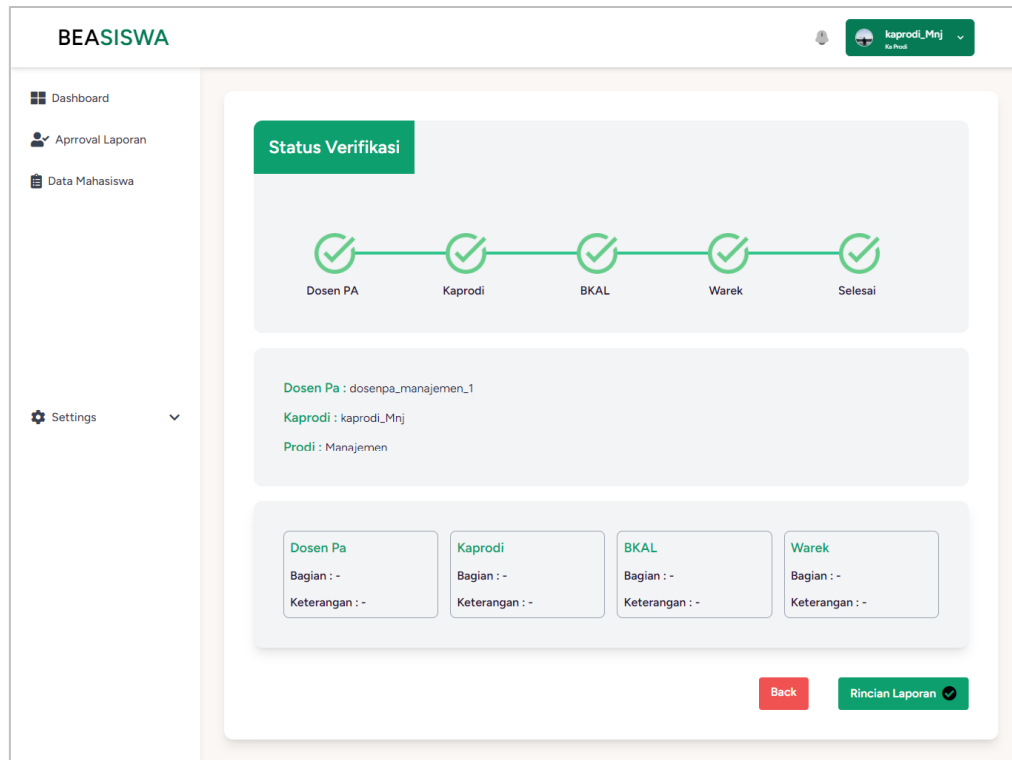 BEASISWA
kaprodi_Mnj
Ka Prodi
Dashboard
Aprroval Laporan
Data Mahasiswa
Settings
Status Verifikasi
Dosen PA
Kaprodi
BKAL
Warek
Selesai
Dosen Pa : dosenpa_manajemen_1
Kaprodi : kaprodi_Mnj
Prodi : Manajemen
Dosen Pa
Bagian : -
Keterangan : -
Kaprodi
Bagian : -
Keterangan : -
BKAL
Bagian : -
Keterangan : -
Warek
Bagian : -
Keterangan : -
Back
Rincian Laporan